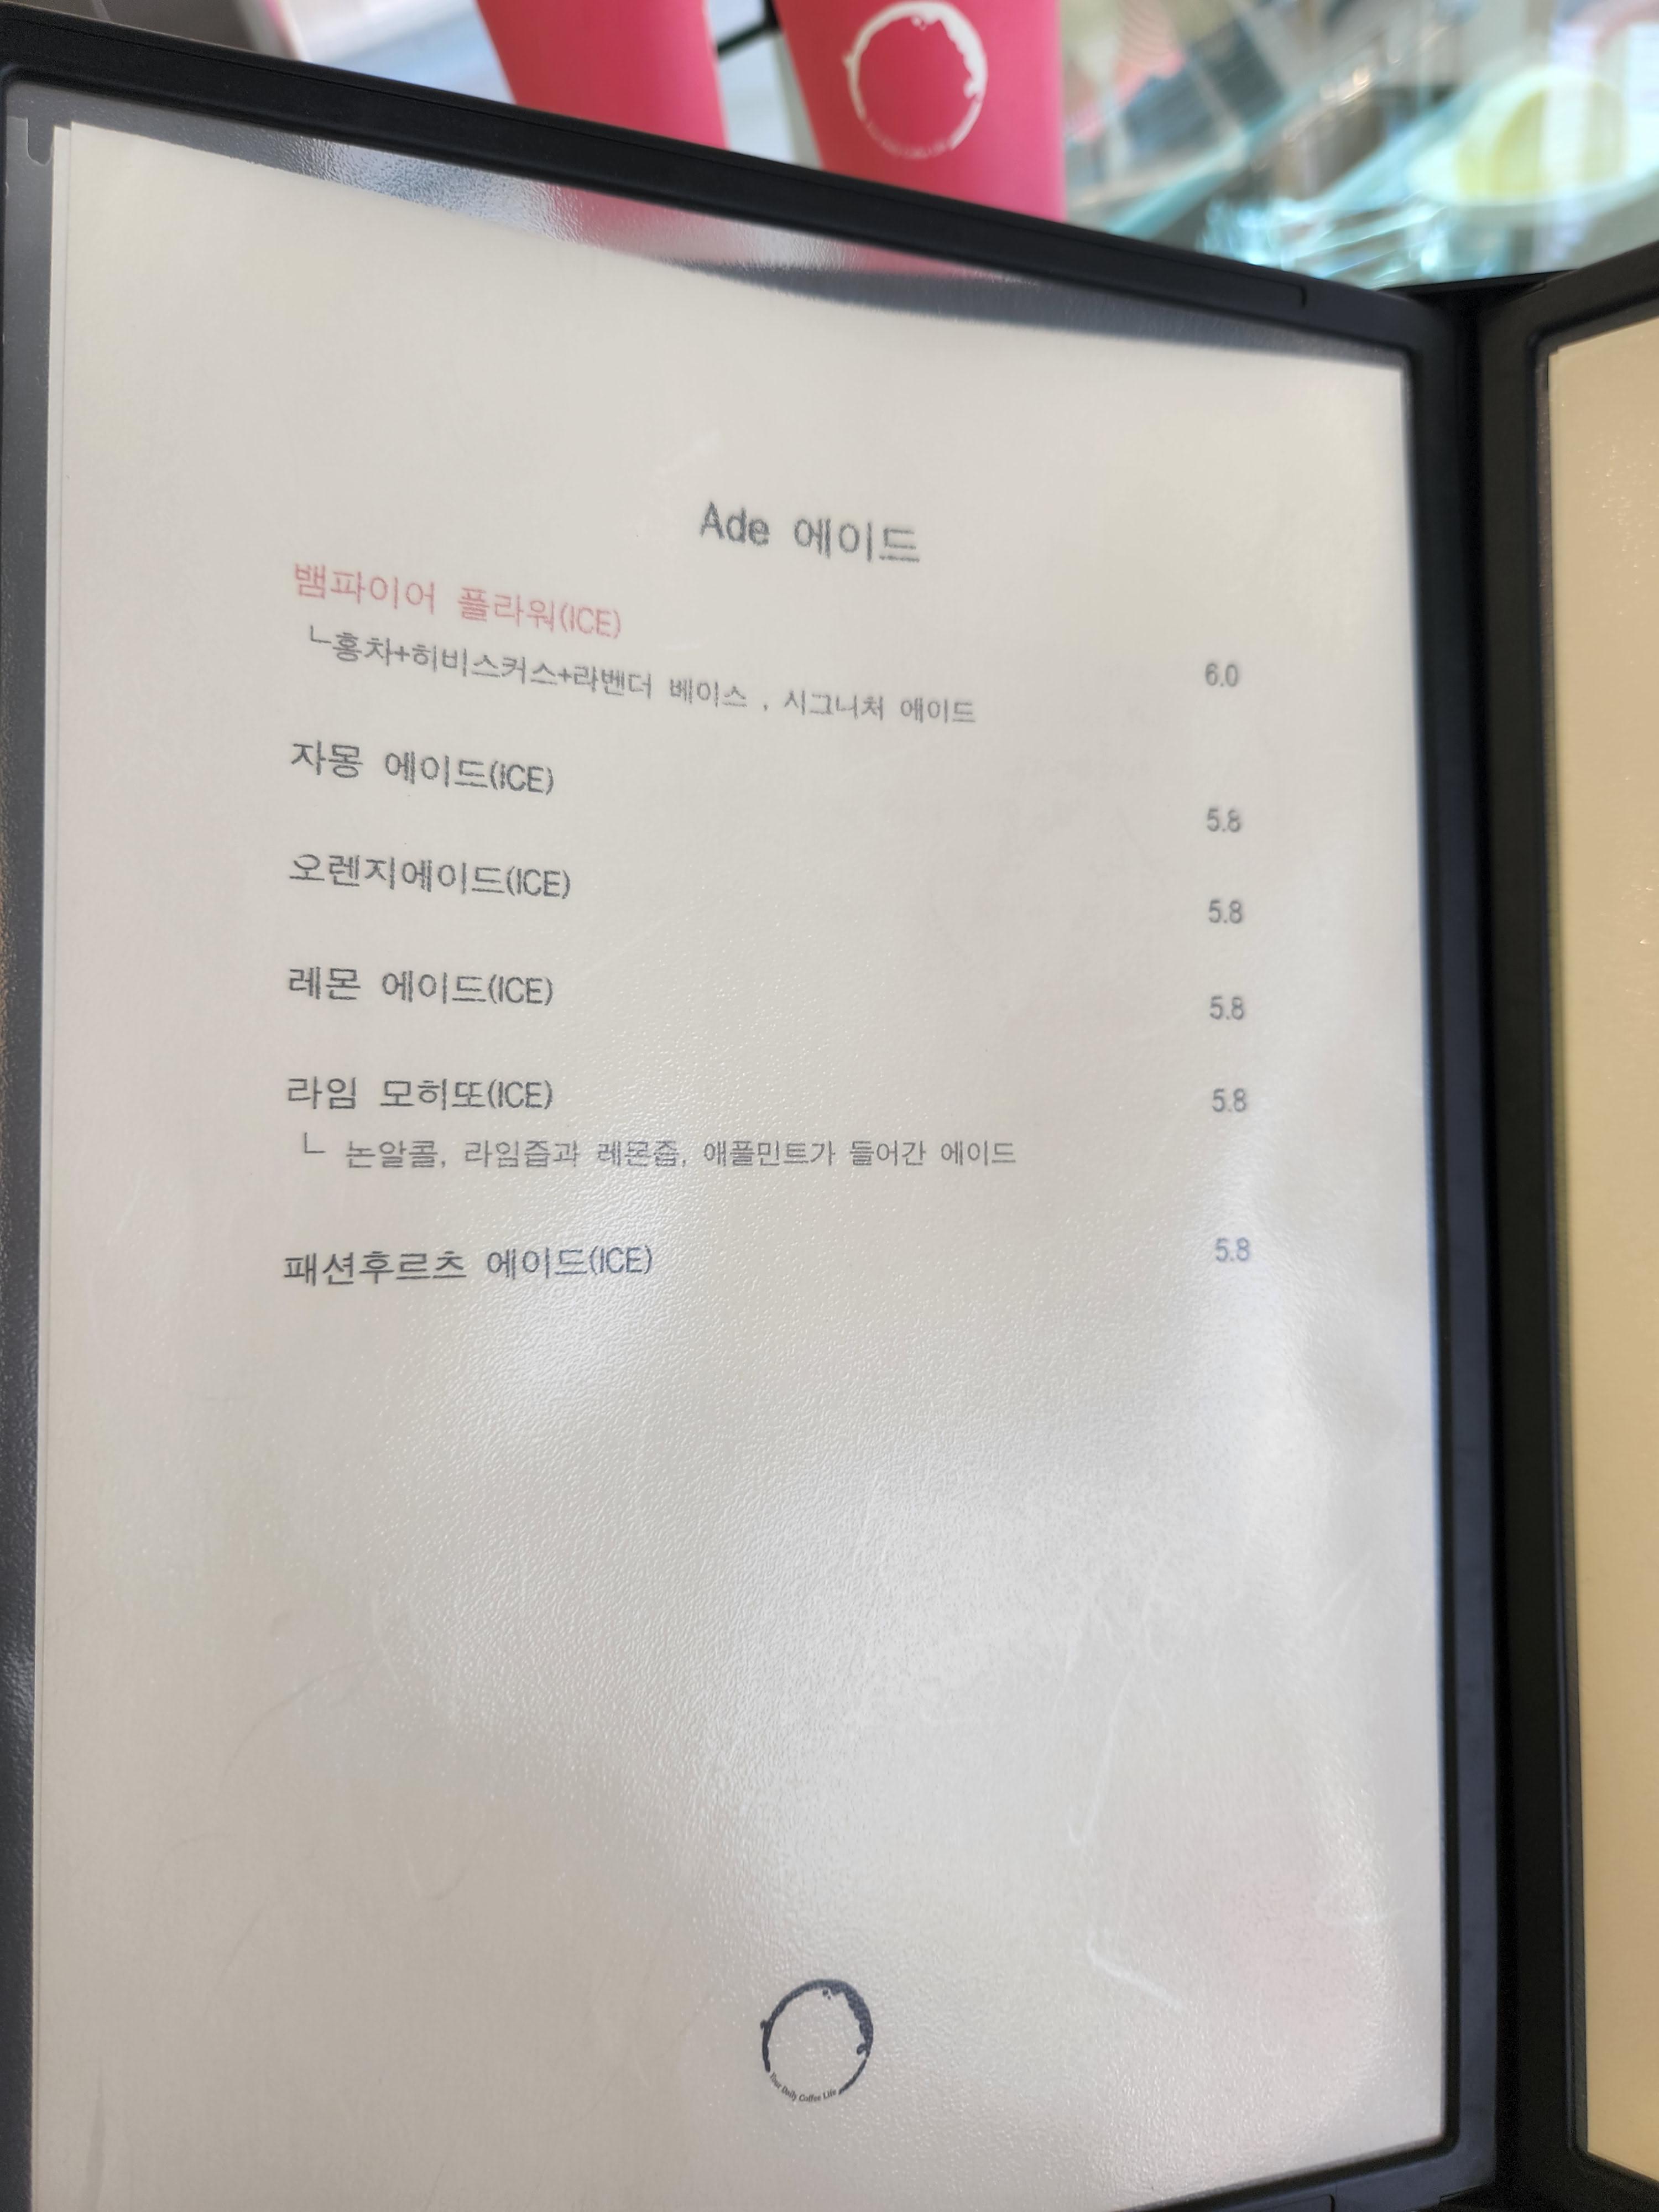 Ade 에이드
뱀파이어 플라워(ICE) 6.0
ㄴ홍차+히비스커스+라벤더 베이스 , 시그니처 에이드
자몽 에이드(ICE) 5.8
오렌지에이드(ICE) 5.8
레몬 에이드(ICE) 5.8
라임 모히또(ICE) 5.8
ㄴ 논알콜, 라임즙과 레몬즙, 애플민트가 들어간 에이드
패션후르츠 에이드(ICE) 5.8
Your Daily Coffee Life